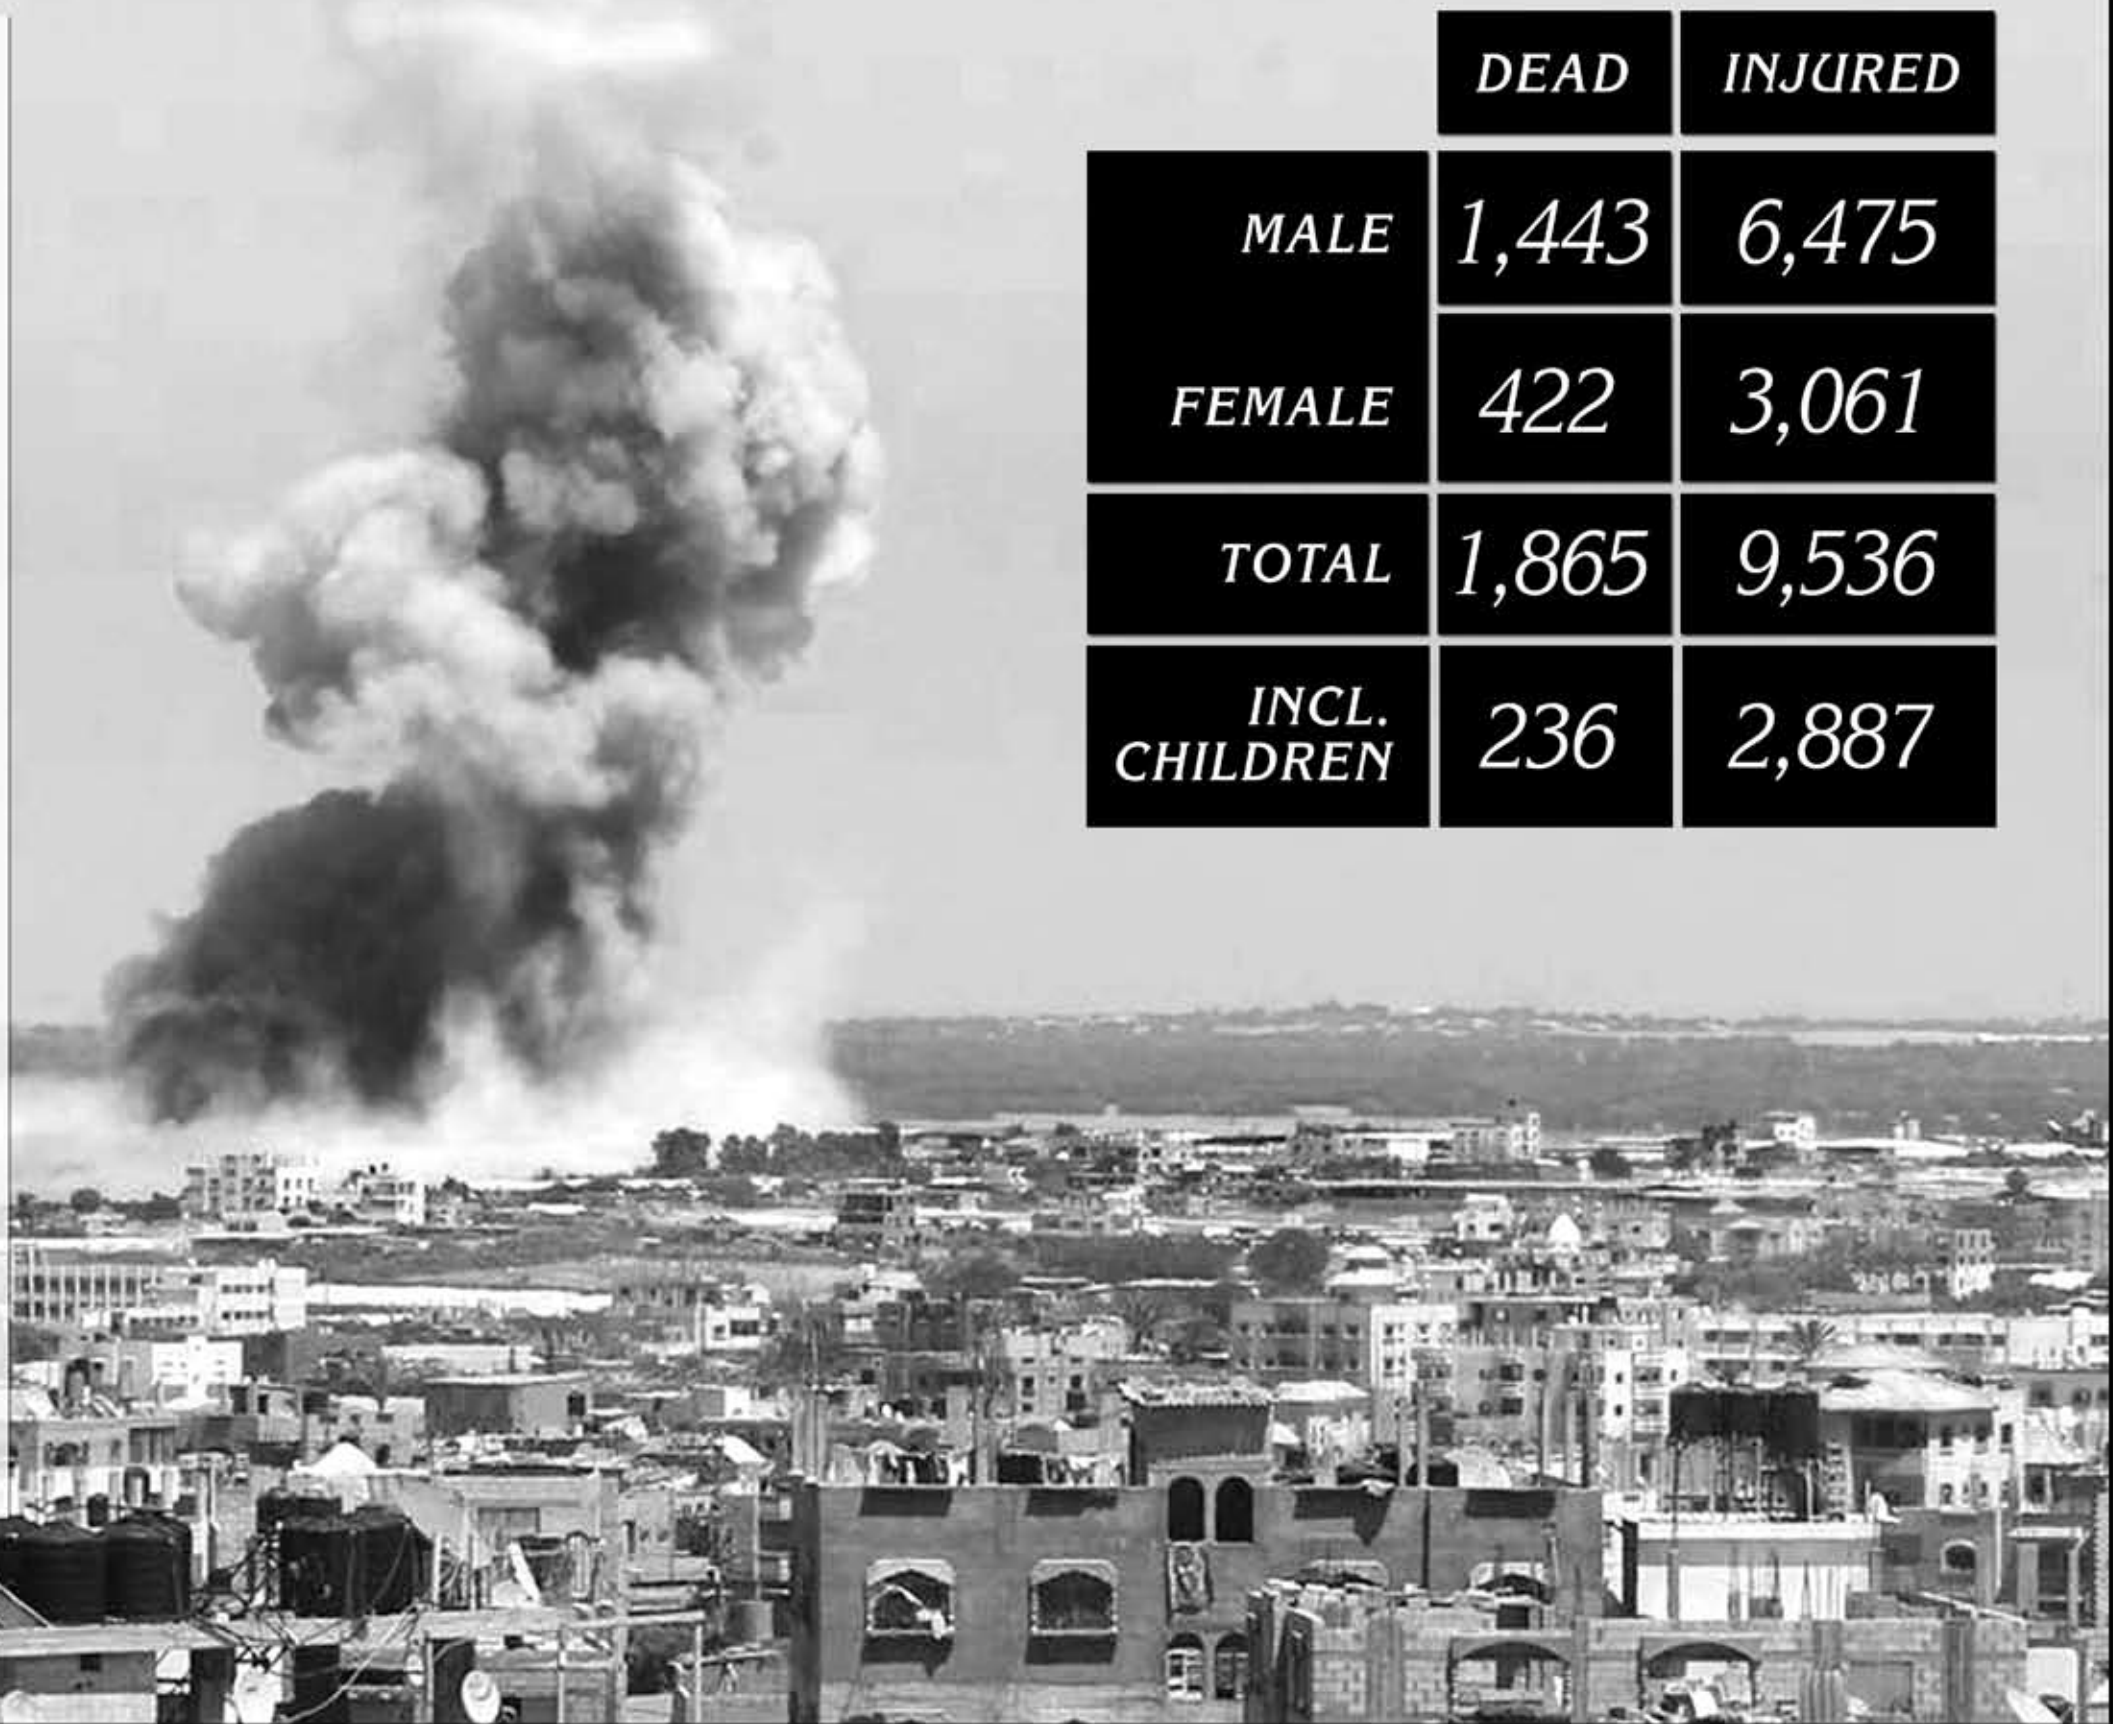 DEAD INJURED
MALE 1,443 6,475
FEMALE 422 3,061
TOTAL 1,865 9,536
INCL.
CHILDREN 236 2,887